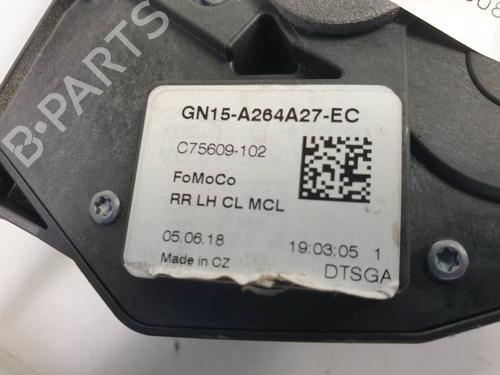 GN15-A264A27-EC
C75609-102
FoMoCo
RR LH CL MCL
05.06.18 19:03:05 1
Made in CZ
DTSGA
B-PARTS